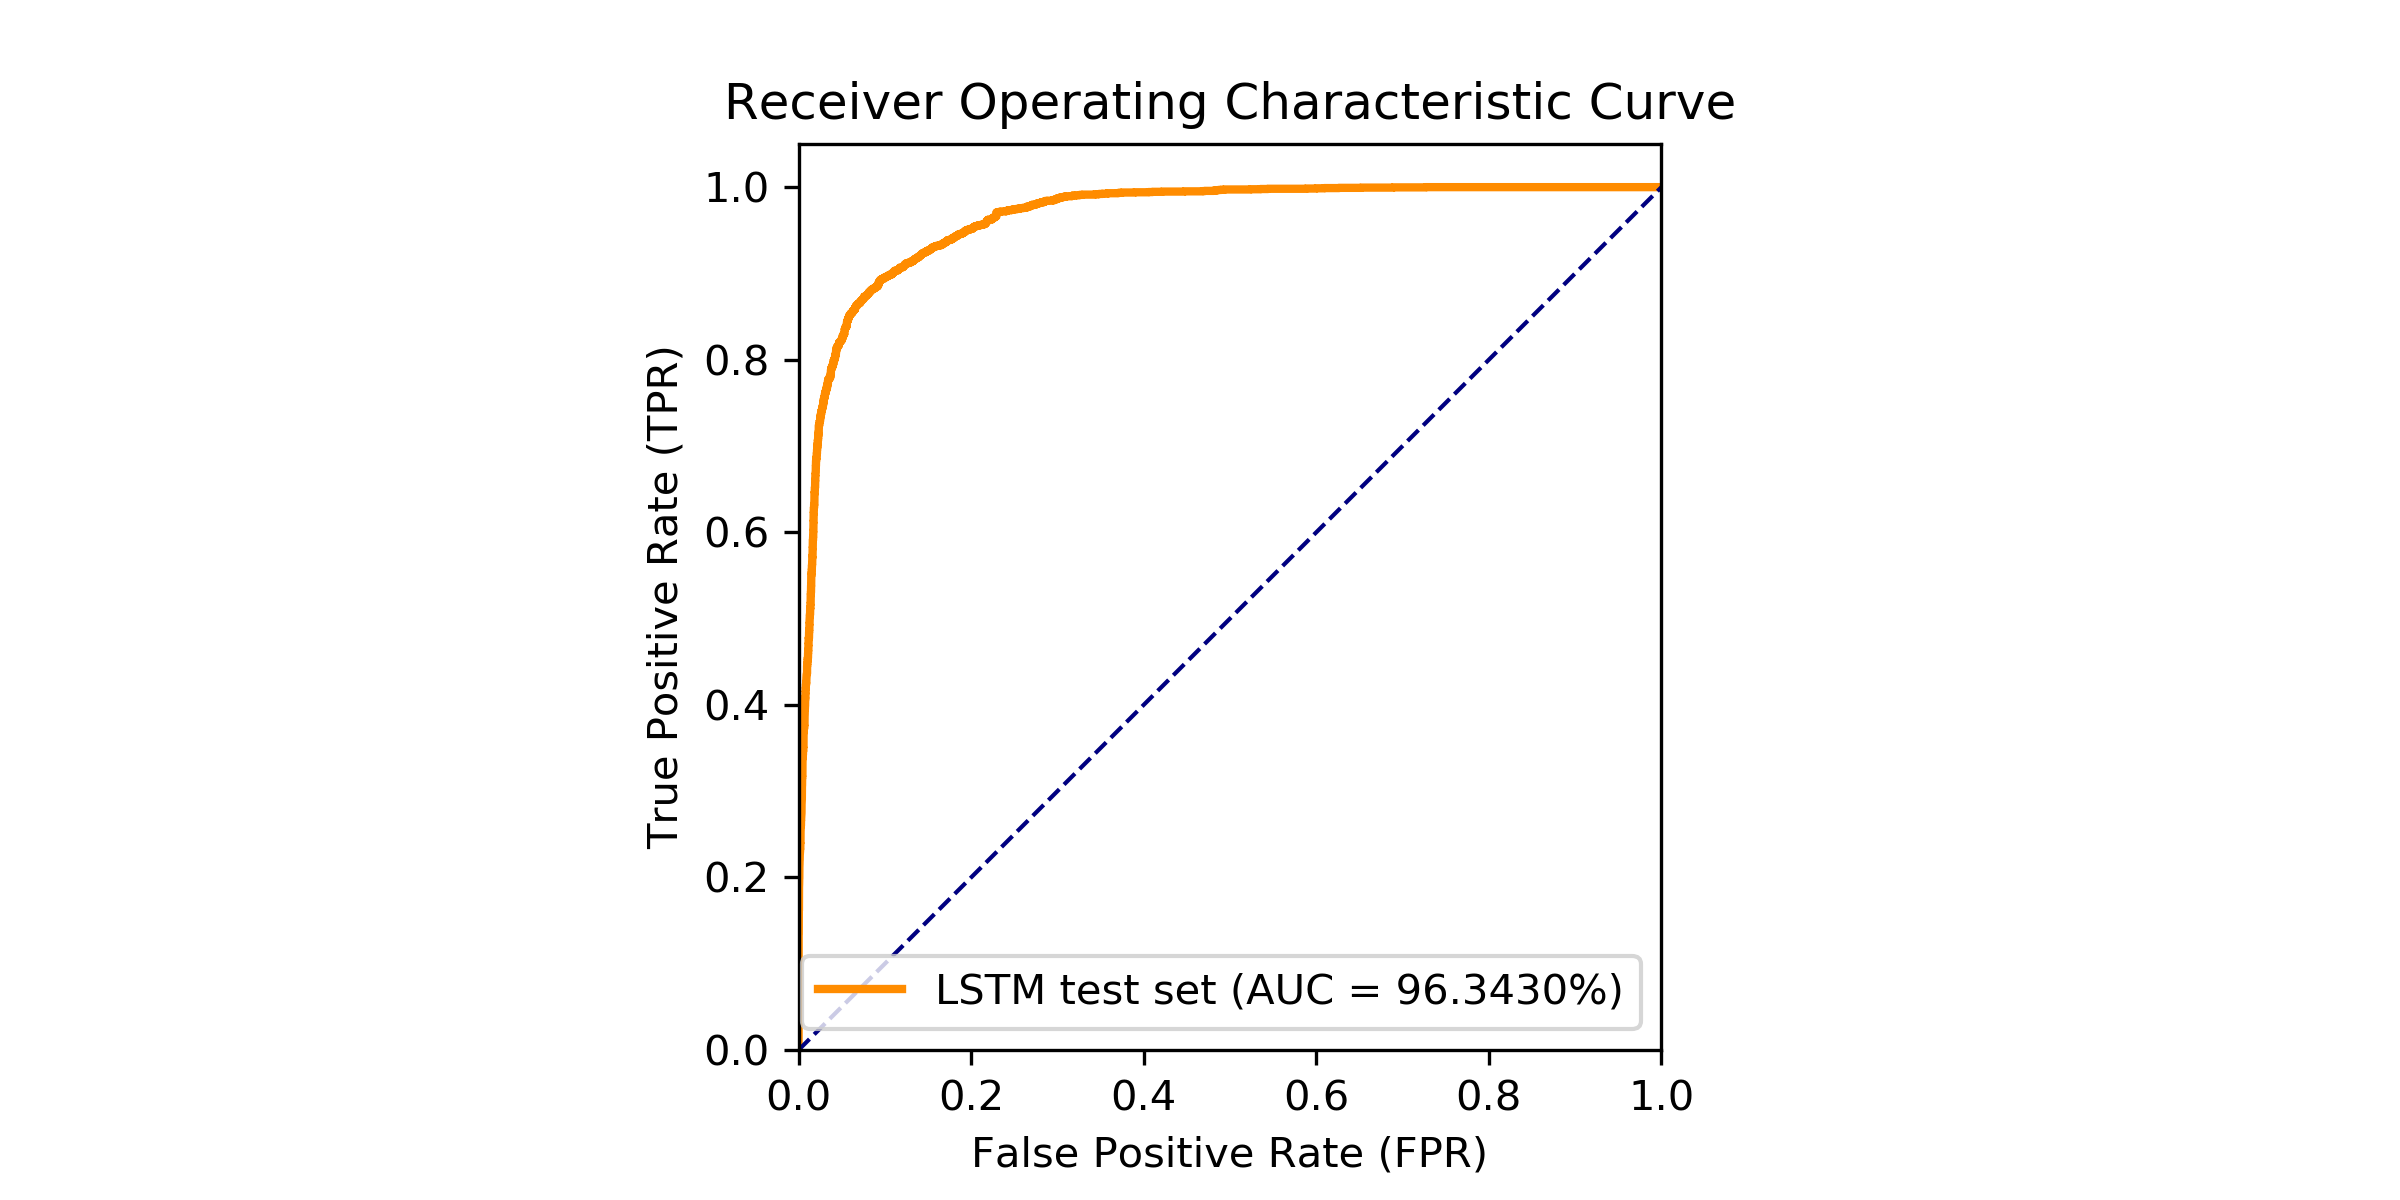 Receiver Operating Characteristic Curve
True Positive Rate (TPR)
1.0
0.8
0.6
0.4
0.2
0.0
LSTM test set (AUC = 96.3430%)
0.0 0.2 0.4 0.6 0.8 1.0
False Positive Rate (FPR)